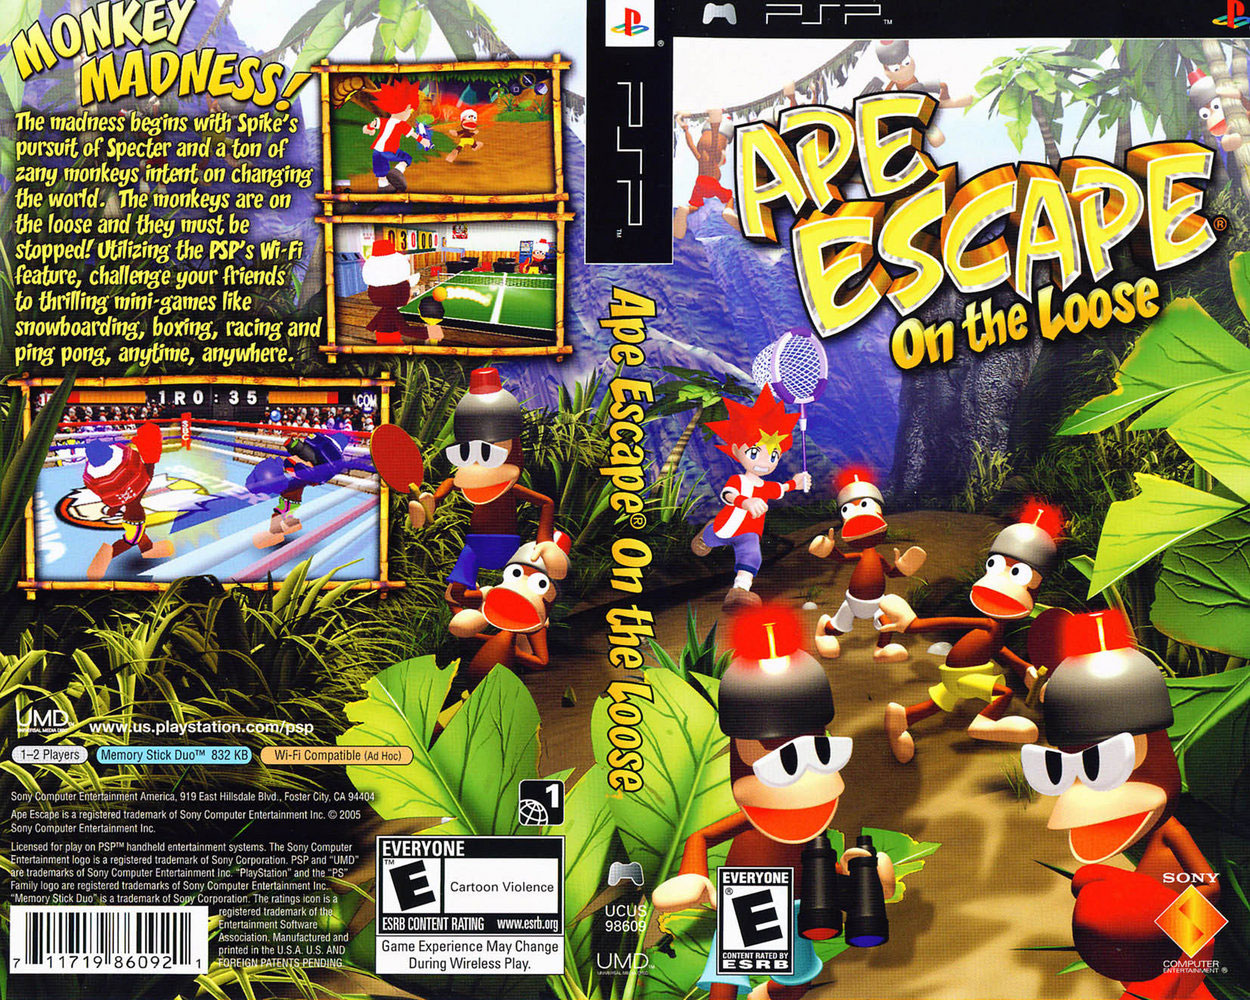 MONKEY
MADNESS!
The madness begins with Spike's
pursuit of Specter and a ton of
zany monkeys intent on changing
the world. The monkeys are on
the loose and they must be
stopped! Utilizing the PSP's Wi-Fi
feature, challenge your friends
to thrilling mini-games like
snowboarding, boxing, racing and
ping pong, anytime, anywhere.
1R 0:35
COM
UMD
www.us.playstation.com/psp
1–2 Players
Memory Stick Duo™ 832 KB
Wi-Fi Compatible (Ad Hoc)
Sony Computer Entertainment America, 919 East Hillsdale Blvd., Foster City, CA 94404
Ape Escape is a registered trademark of Sony Computer Entertainment Inc. © 2005
Sony Computer Entertainment Inc.
Licensed for play on PSP™ handheld entertainment systems. The Sony Computer
Entertainment logo is a registered trademark of Sony Corporation. PSP and "UMD"
are trademarks of Sony Computer Entertainment Inc. "PlayStation" and the "PS"
Family logo are registered trademarks of Sony Computer Entertainment Inc.
"Memory Stick Duo" is a trademark of Sony Corporation. The ratings icon is a
registered trademark of the
Entertainment Software
Association. Manufactured and
printed in the U.S.A. U.S. AND
FOREIGN PATENTS PENDING
7 11719 86092 1
1
EVERYONE
™
E
Cartoon Violence
ESRB CONTENT RATING www.esrb.org
Game Experience May Change
During Wireless Play.
®
PSP™
Ape Escape® On the Loose
UCUS
98609
UMD™
PSP™
APE
ESCAPE®
On the Loose
EVERYONE
®
E
CONTENT RATED BY
ESRB
SONY
COMPUTER
ENTERTAINMENT®